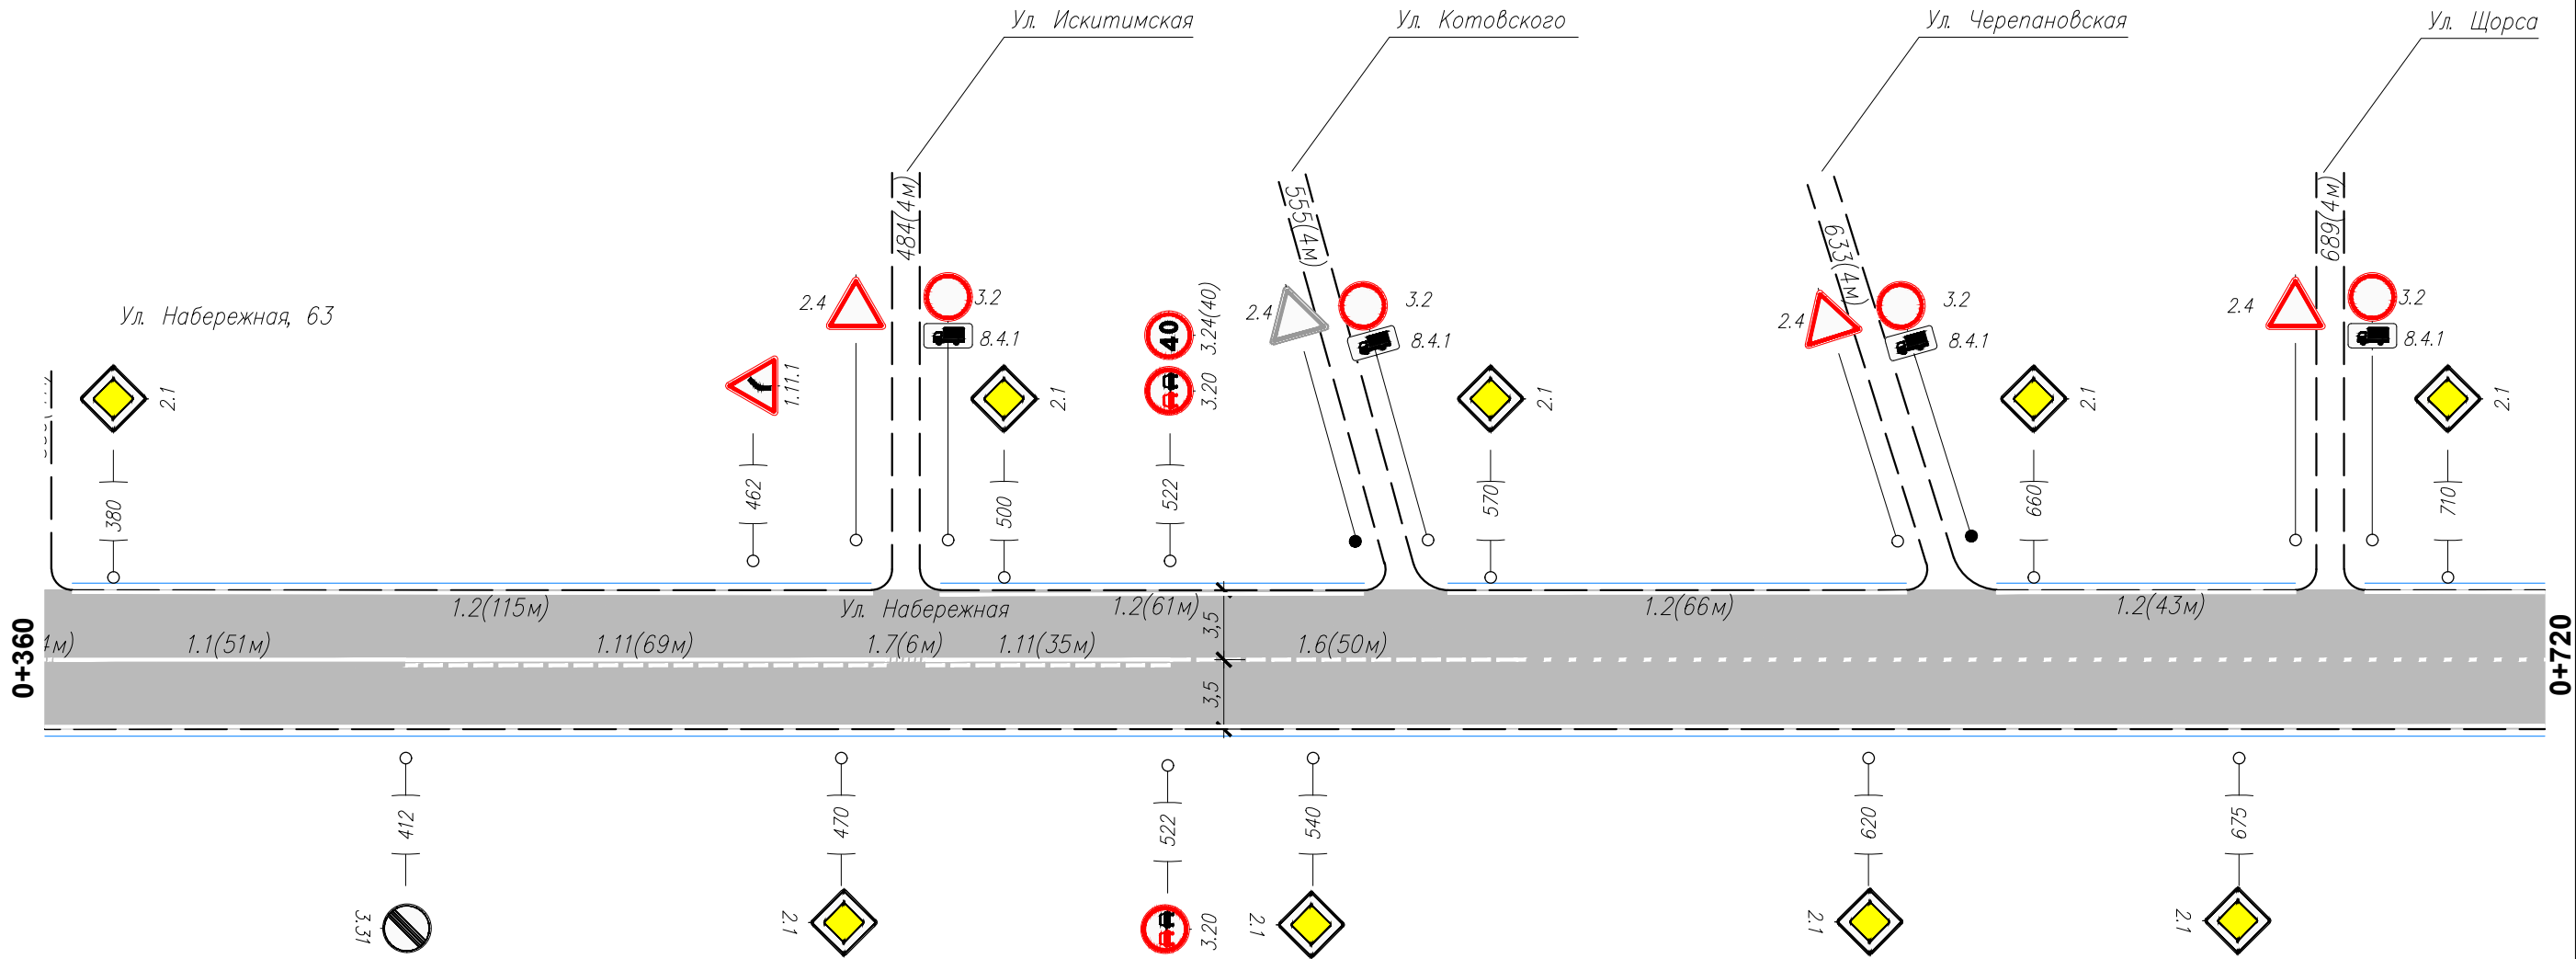 Ул. Искитимская
Ул. Котовского
Ул. Черепановская
Ул. Щорса
484(4м)
555(4м)
633(4м)
689(4м)
Ул. Набережная, 63
2.1
380
1.11.1
462
2.4
3.2
8.4.1
2.1
500
40
3.24(40)
3.20
522
2.4
3.2
8.4.1
2.1
570
2.4
3.2
8.4.1
2.1
660
2.4
3.2
8.4.1
2.1
710
1.2(115м)
Ул. Набережная
1.2(61м)
1.2(66м)
1.2(43м)
3,5
0+360
4м)
1.1(51м)
1.11(69м)
1.7(6м)
1.11(35м)
1.6(50м)
0+720
3,5
412
470
522
540
620
675
3.31
2.1
3.20
2.1
2.1
2.1